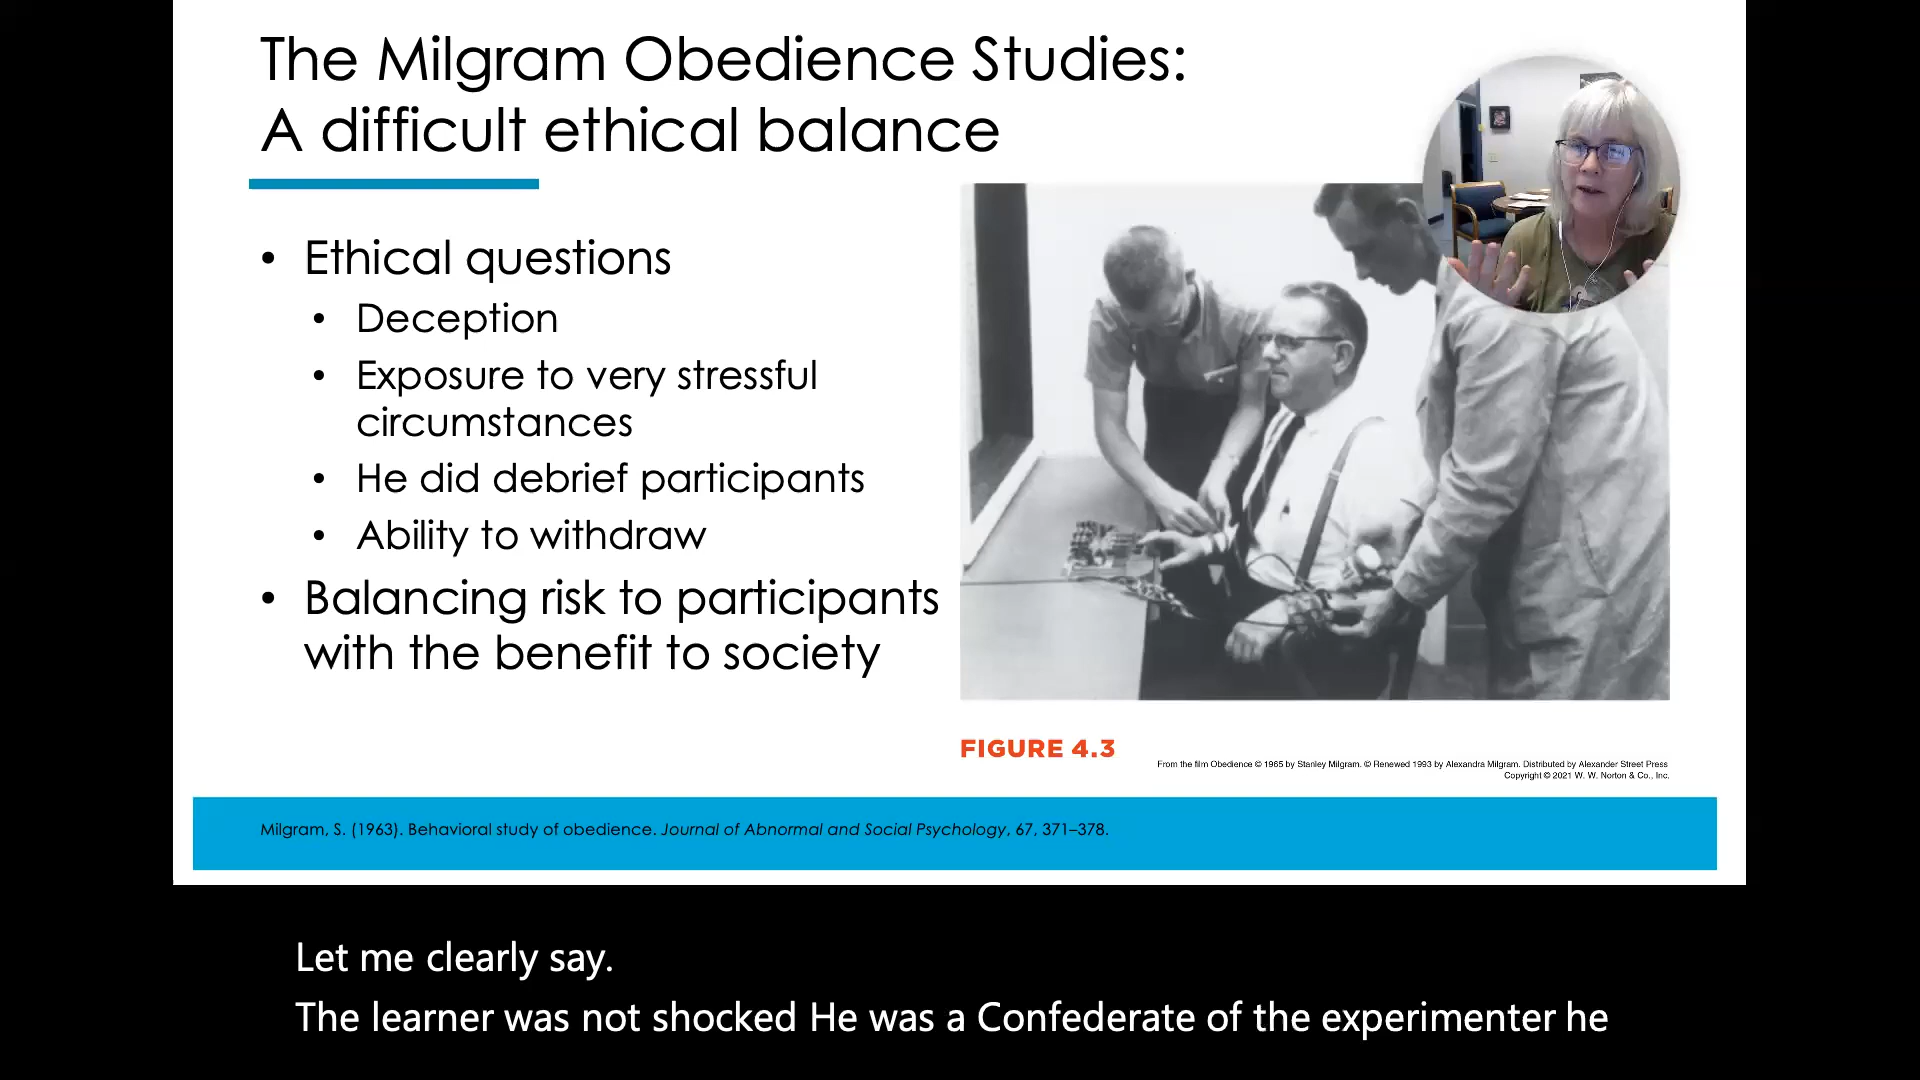 The Milgram Obedience Studies:
A difficult ethical balance
• Ethical questions
• Deception
• Exposure to very stressful
circumstances
• He did debrief participants
• Ability to withdraw
• Balancing risk to participants
with the benefit to society
FIGURE 4.3
From the film Obedience © 1965 by Stanley Milgram. © Renewed 1993 by Alexandra Milgram. Distributed by Alexander Street Press
Copyright © 2021 W. W. Norton & Co., Inc.
Milgram, S. (1963). Behavioral study of obedience. Journal of Abnormal and Social Psychology, 67, 371–378.
Let me clearly say.
The learner was not shocked He was a Confederate of the experimenter he